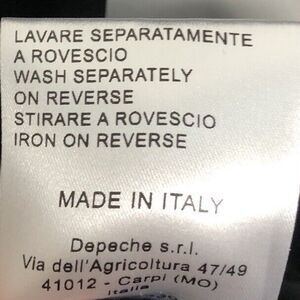 LAVARE SEPARATAMENTE
A ROVESCIO
WASH SEPARATELY
ON REVERSE
STIRARE A ROVESCIO
IRON ON REVERSE
MADE IN ITALY
Depeche s.r.l.
Via dell'Agricoltura 47/49
41012 - Carpi (MO)
Italia